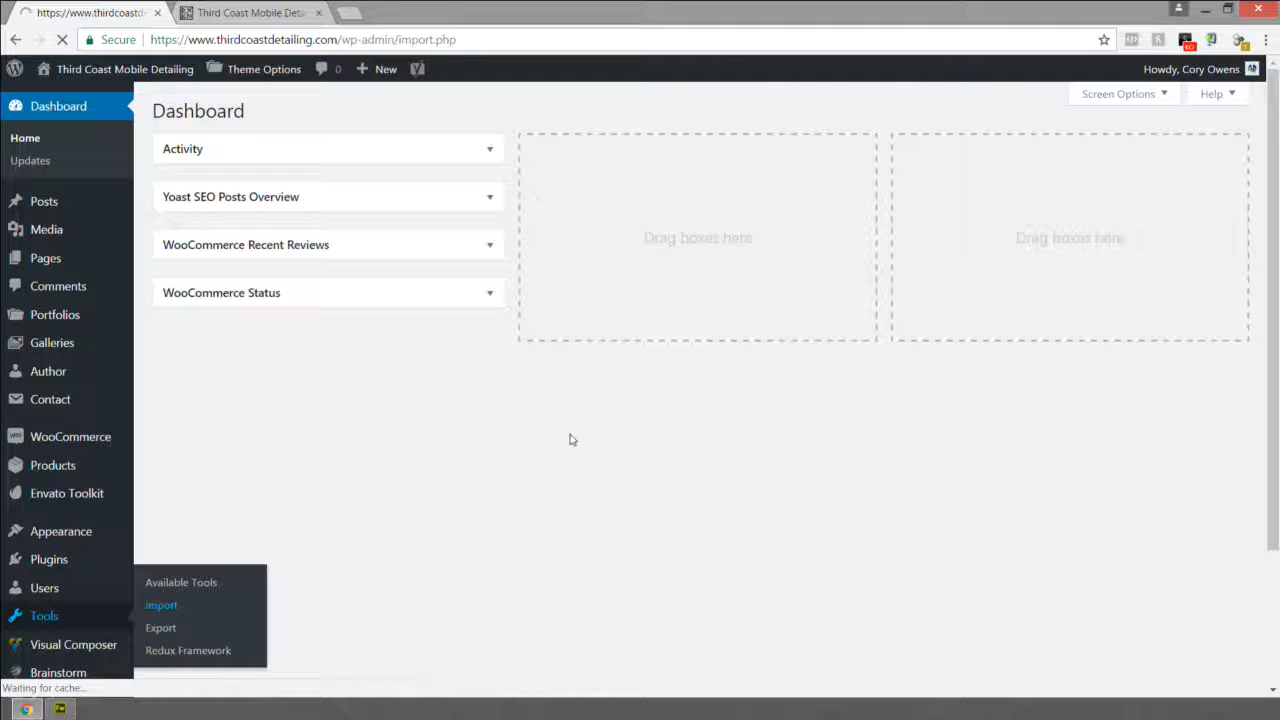 https://www.thirdcoastd
Third Coast Mobile Deta
Secure
https://www.thirdcoastdetailing.com/wp-admin/import.php
Third Coast Mobile Detailing
Theme Options
0
New
Howdy, Cory Owens
Dashboard
Home
Updates
Posts
Media
Pages
Comments
Portfolios
Galleries
Author
Contact
WooCommerce
Products
Envato Toolkit
Appearance
Plugins
Users
Tools
Visual Composer
Brainstorm
Available Tools
Import
Export
Redux Framework
Dashboard
Screen Options
Help
Activity
Yoast SEO Posts Overview
WooCommerce Recent Reviews
WooCommerce Status
Drag boxes here
Drag boxes here
Waiting for cache...